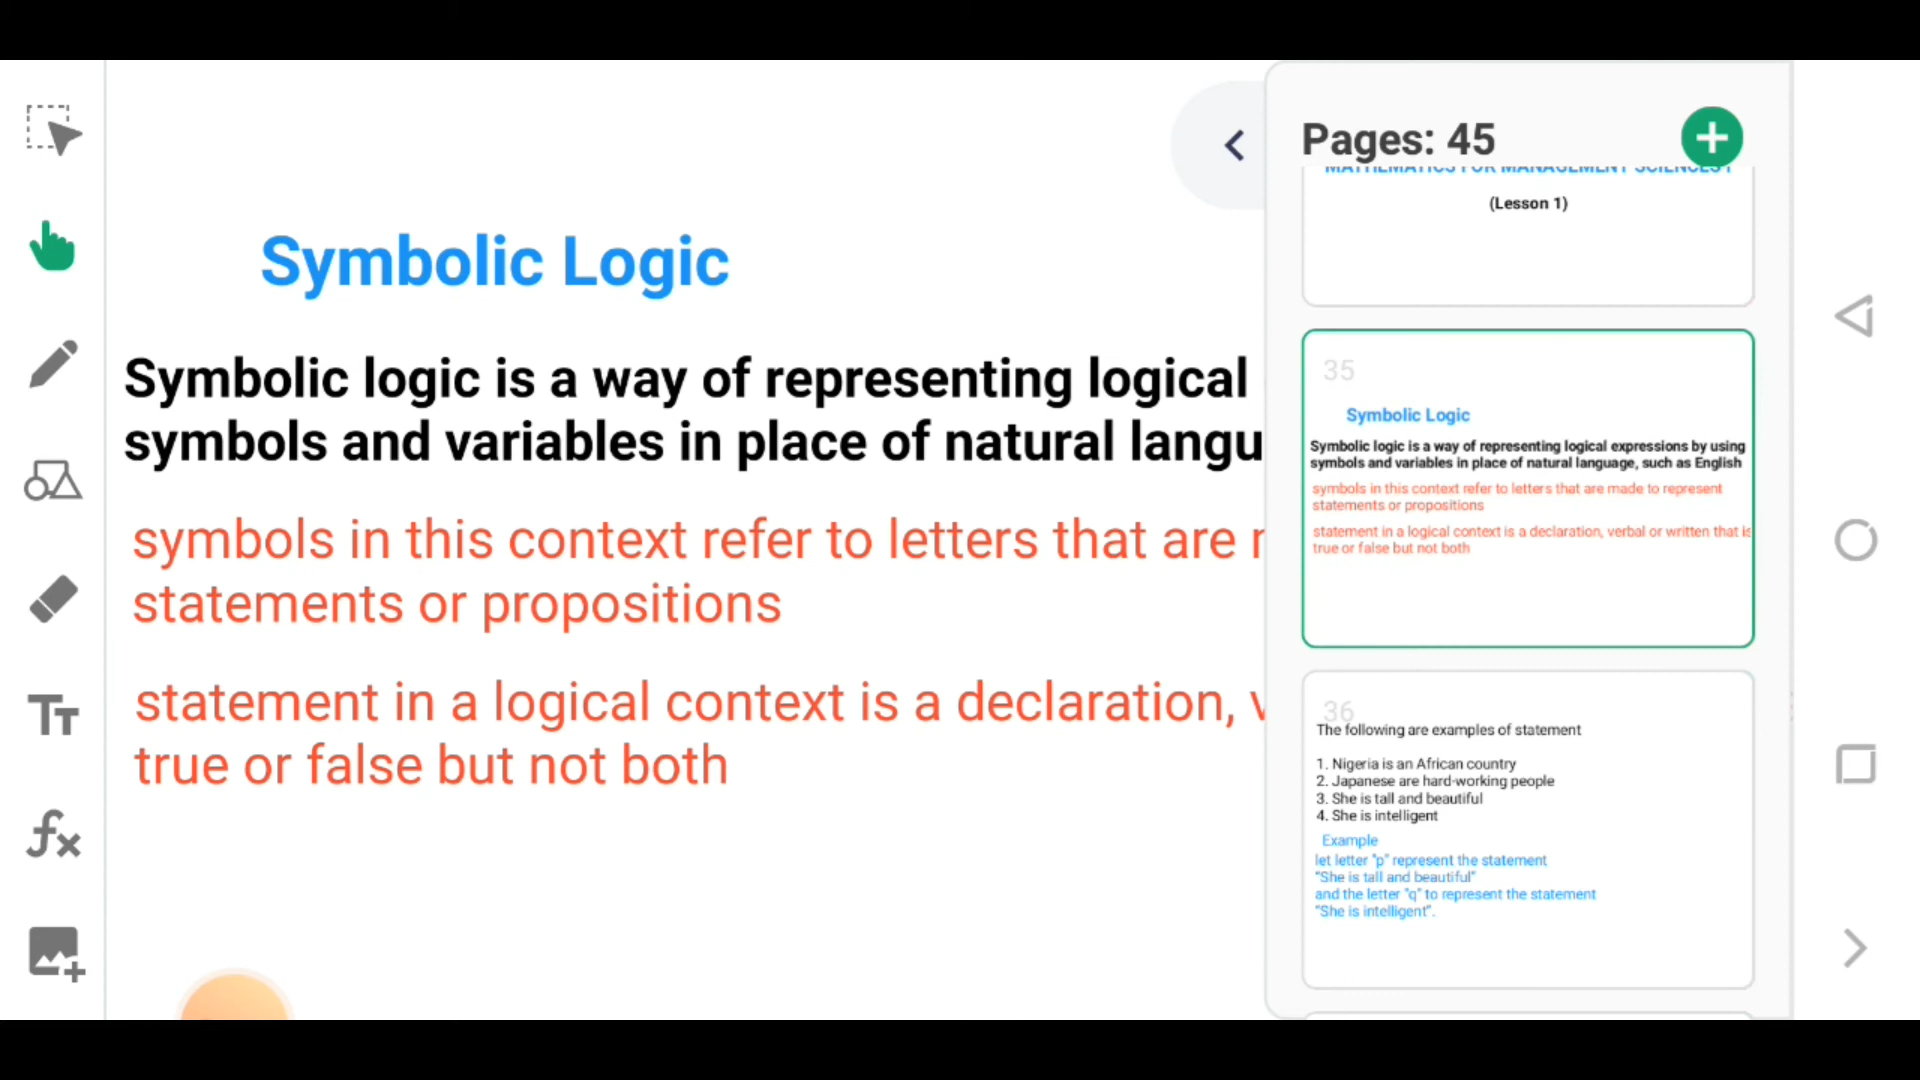 Symbolic Logic
Symbolic logic is a way of representing logical
symbols and variables in place of natural langu
symbols in this context refer to letters that are
statements or propositions
statement in a logical context is a declaration,
true or false but not both
Tт
fx
Pages: 45
MATHEMATICS FOR MANAGEMENT SCIENCES I
(Lesson 1)
35
Symbolic Logic
Symbolic logic is a way of representing logical expressions by using
symbols and variables in place of natural language, such as English
symbols in this context refer to letters that are made to represent
statements or propositions
statement in a logical context is a declaration, verbal or written that is
true or false but not both
36
The following are examples of statement
1. Nigeria is an African country
2. Japanese are hard-working people
3. She is tall and beautiful
4. She is intelligent
Example
let letter "p" represent the statement
"She is tall and beautiful"
and the letter "q" to represent the statement
"She is intelligent".